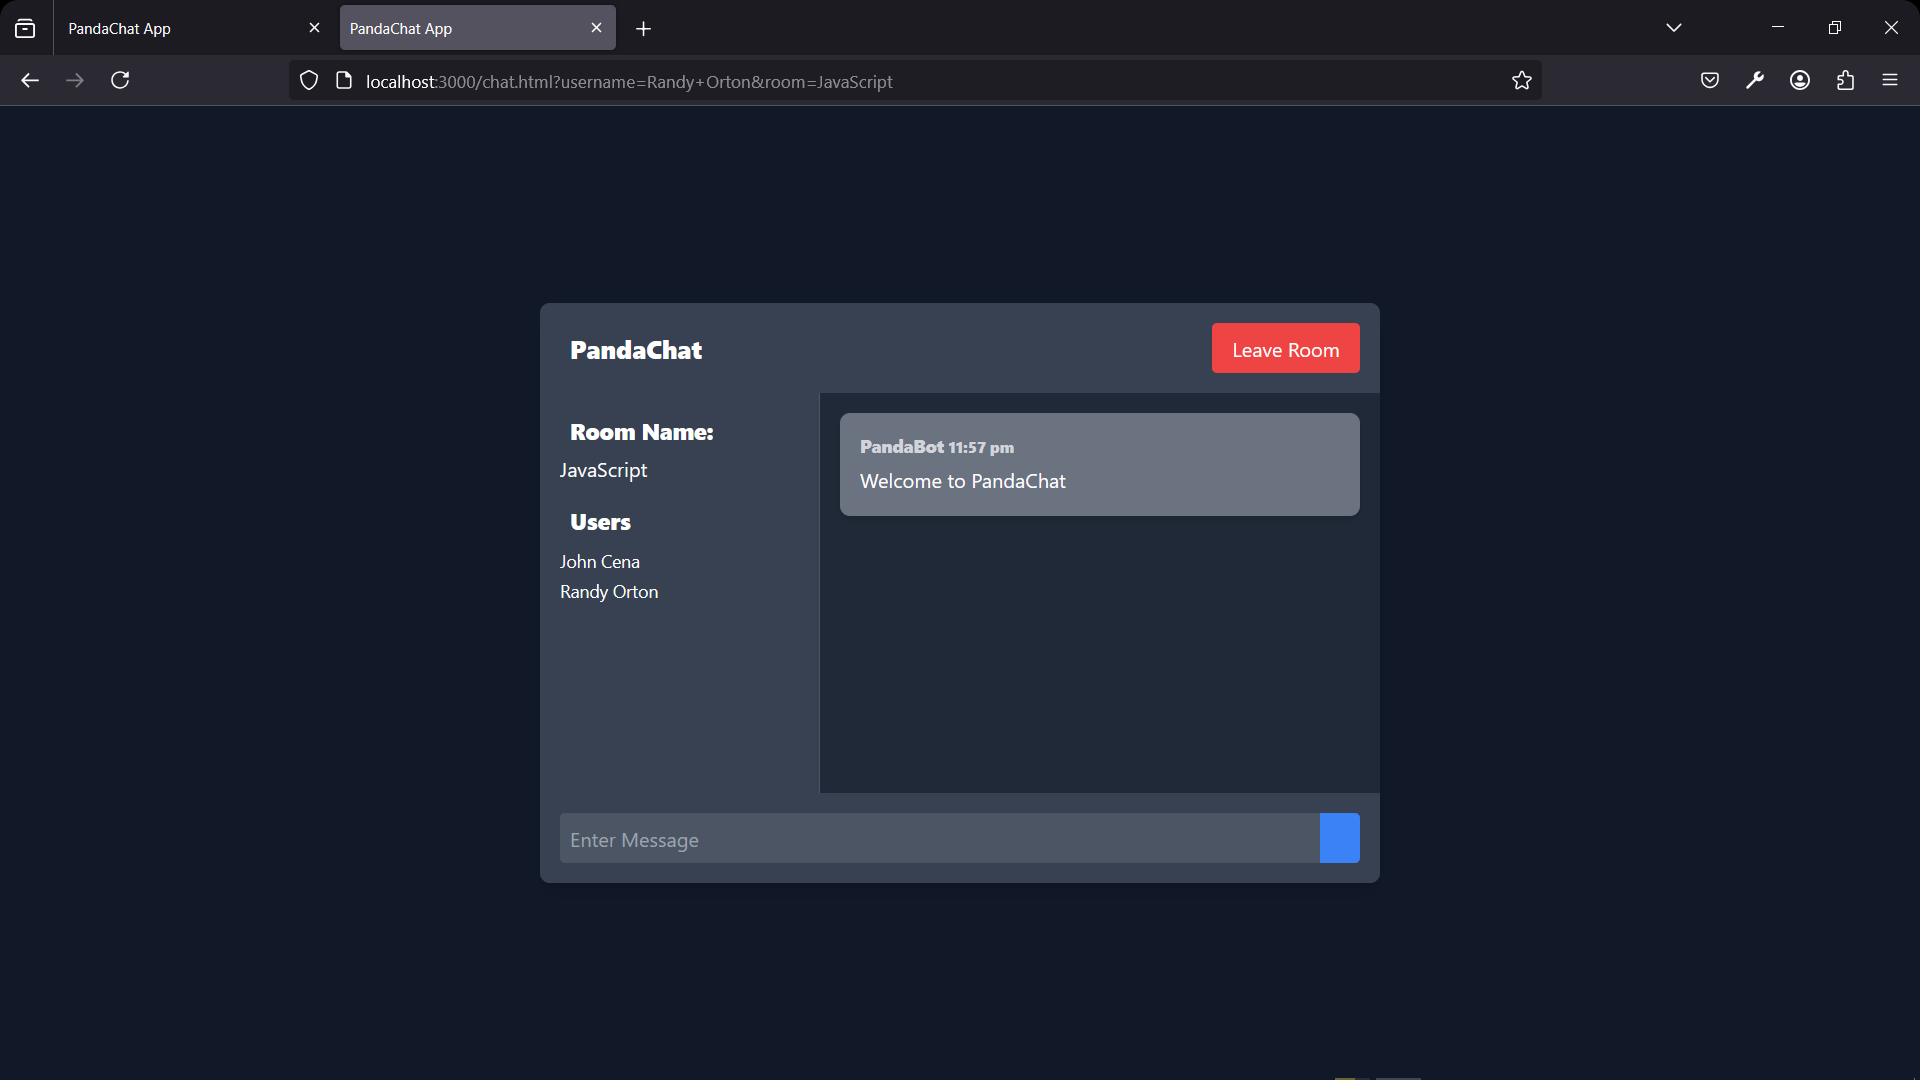 PandaChat App
PandaChat App
localhost:3000/chat.html?username=Randy+Orton&room=JavaScript
PandaChat
Leave Room
Room Name:
JavaScript
Users
John Cena
Randy Orton
PandaBot 11:57 pm
Welcome to PandaChat
Enter Message